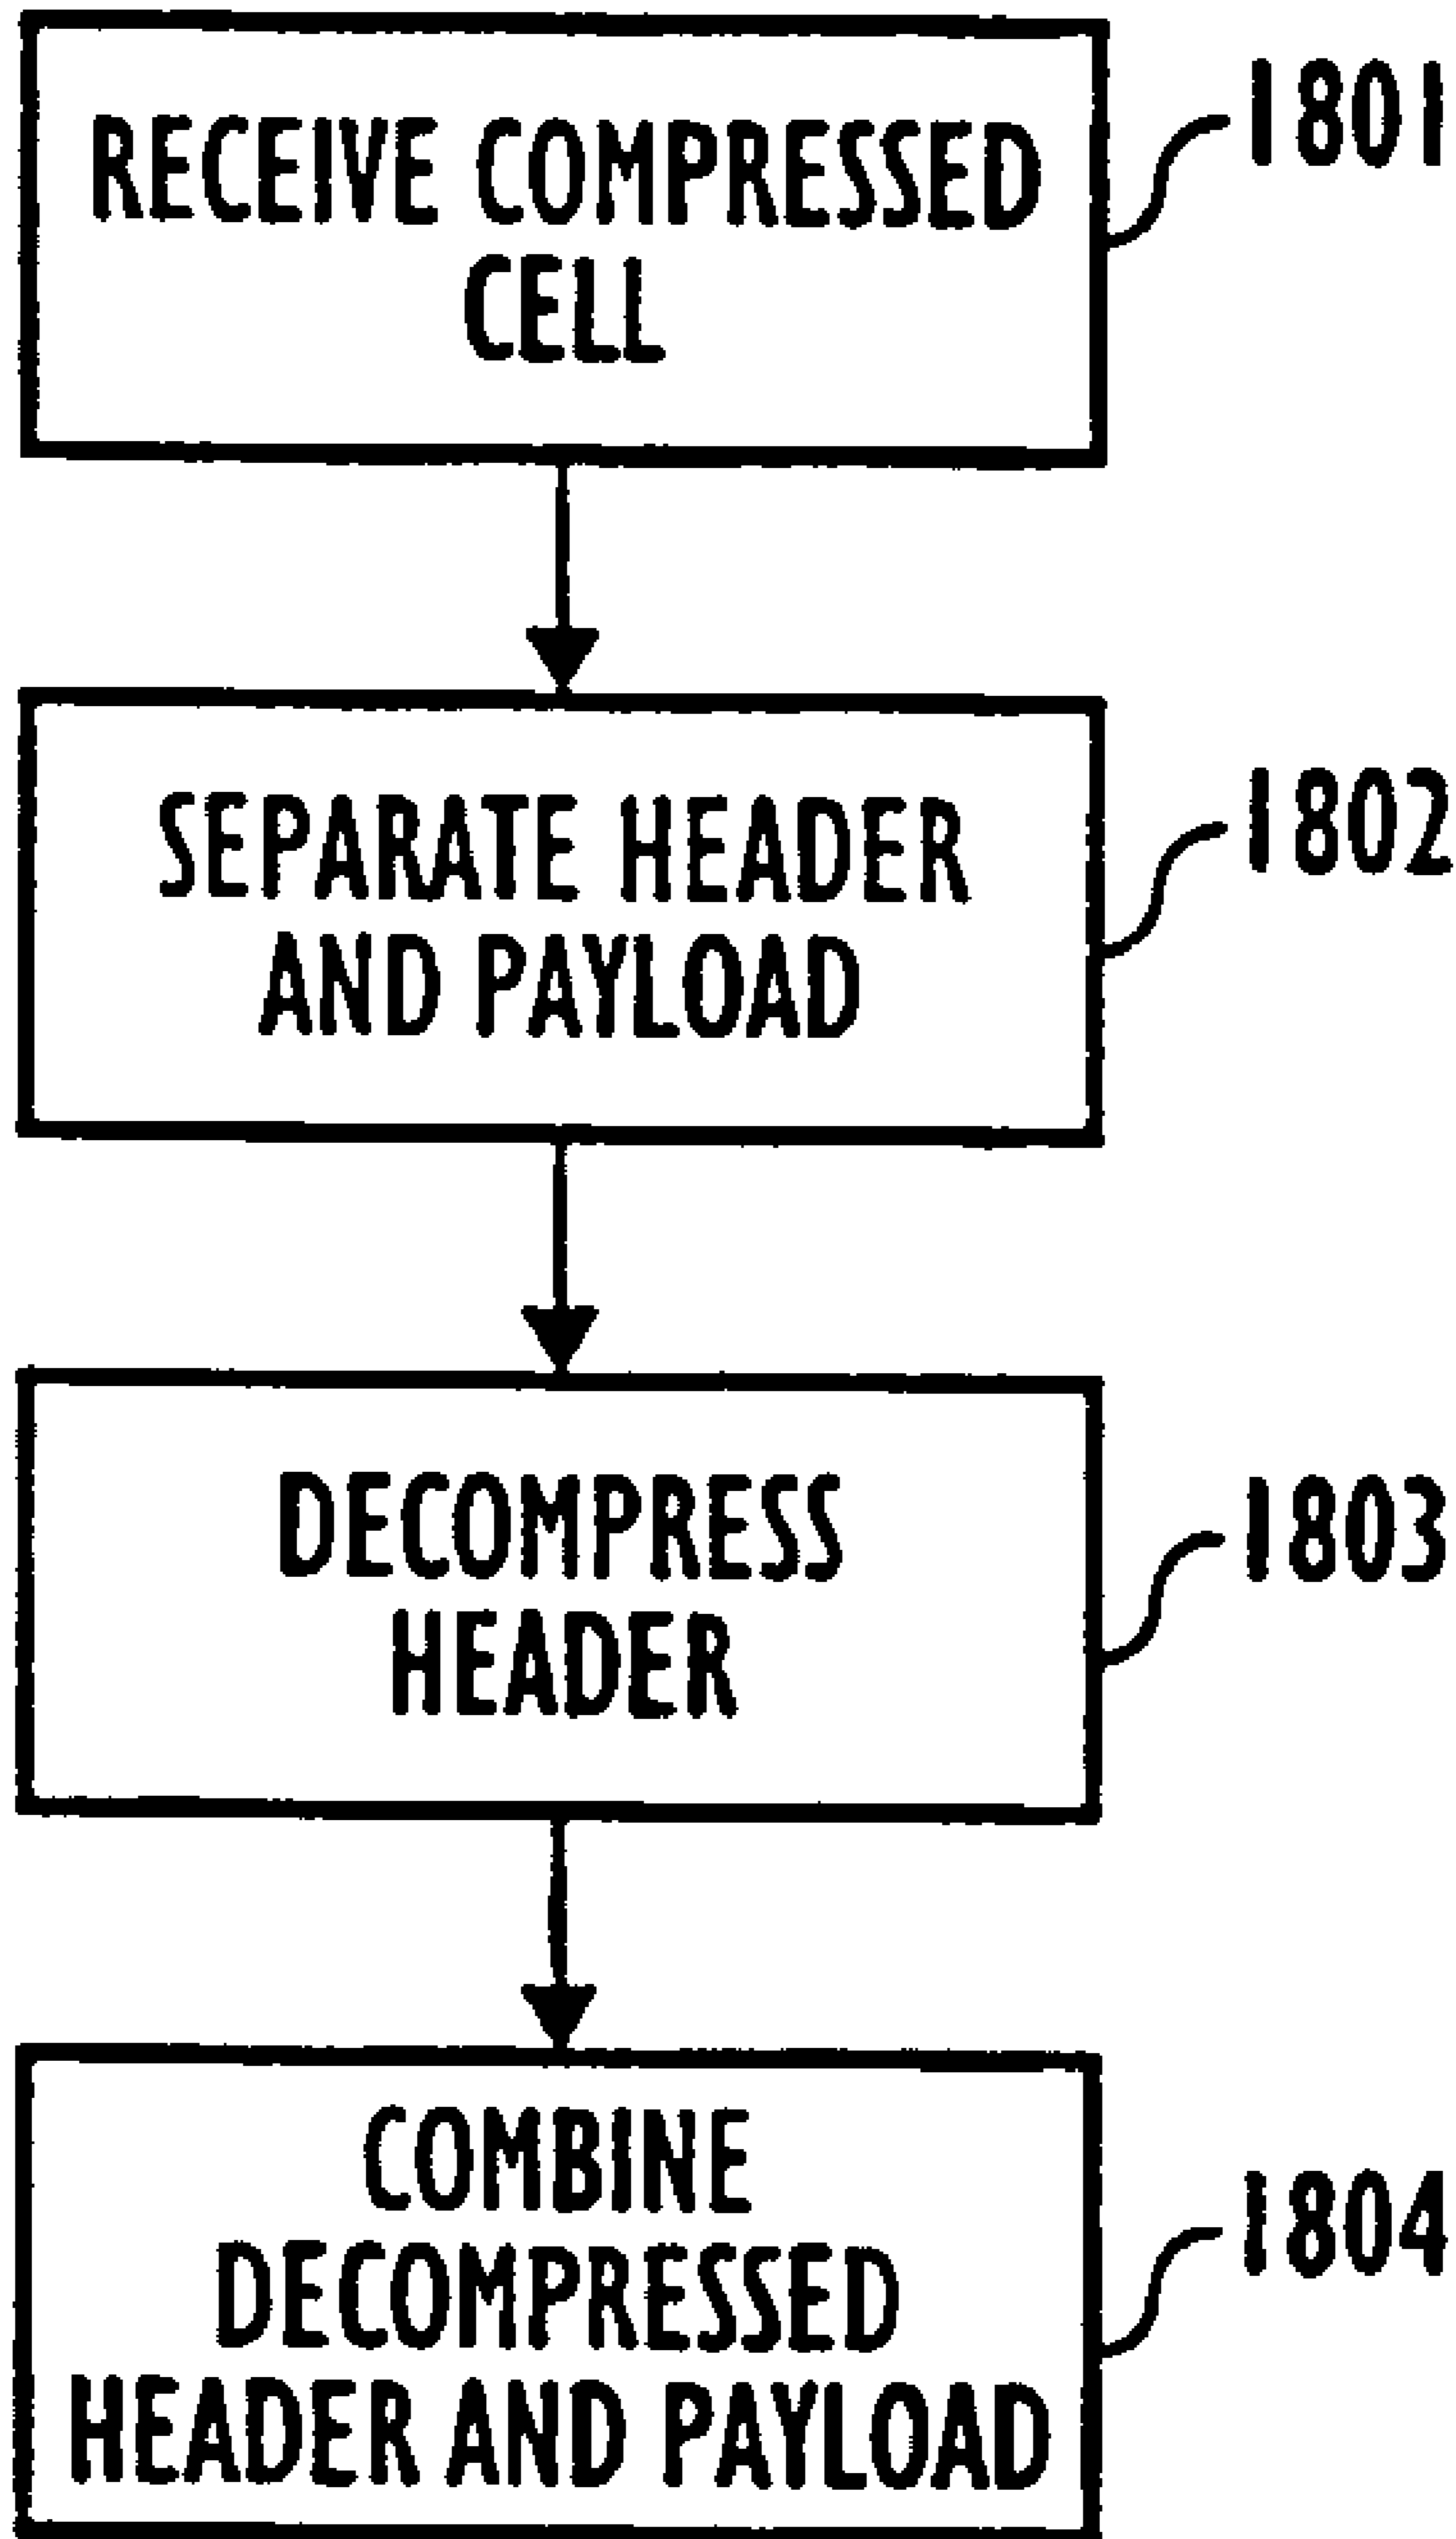 RECEIVE COMPRESSED
CELL
1801
SEPARATE HEADER
AND PAYLOAD
1802
DECOMPRESS
HEADER
1803
COMBINE
DECOMPRESSED
HEADER AND PAYLOAD
1804